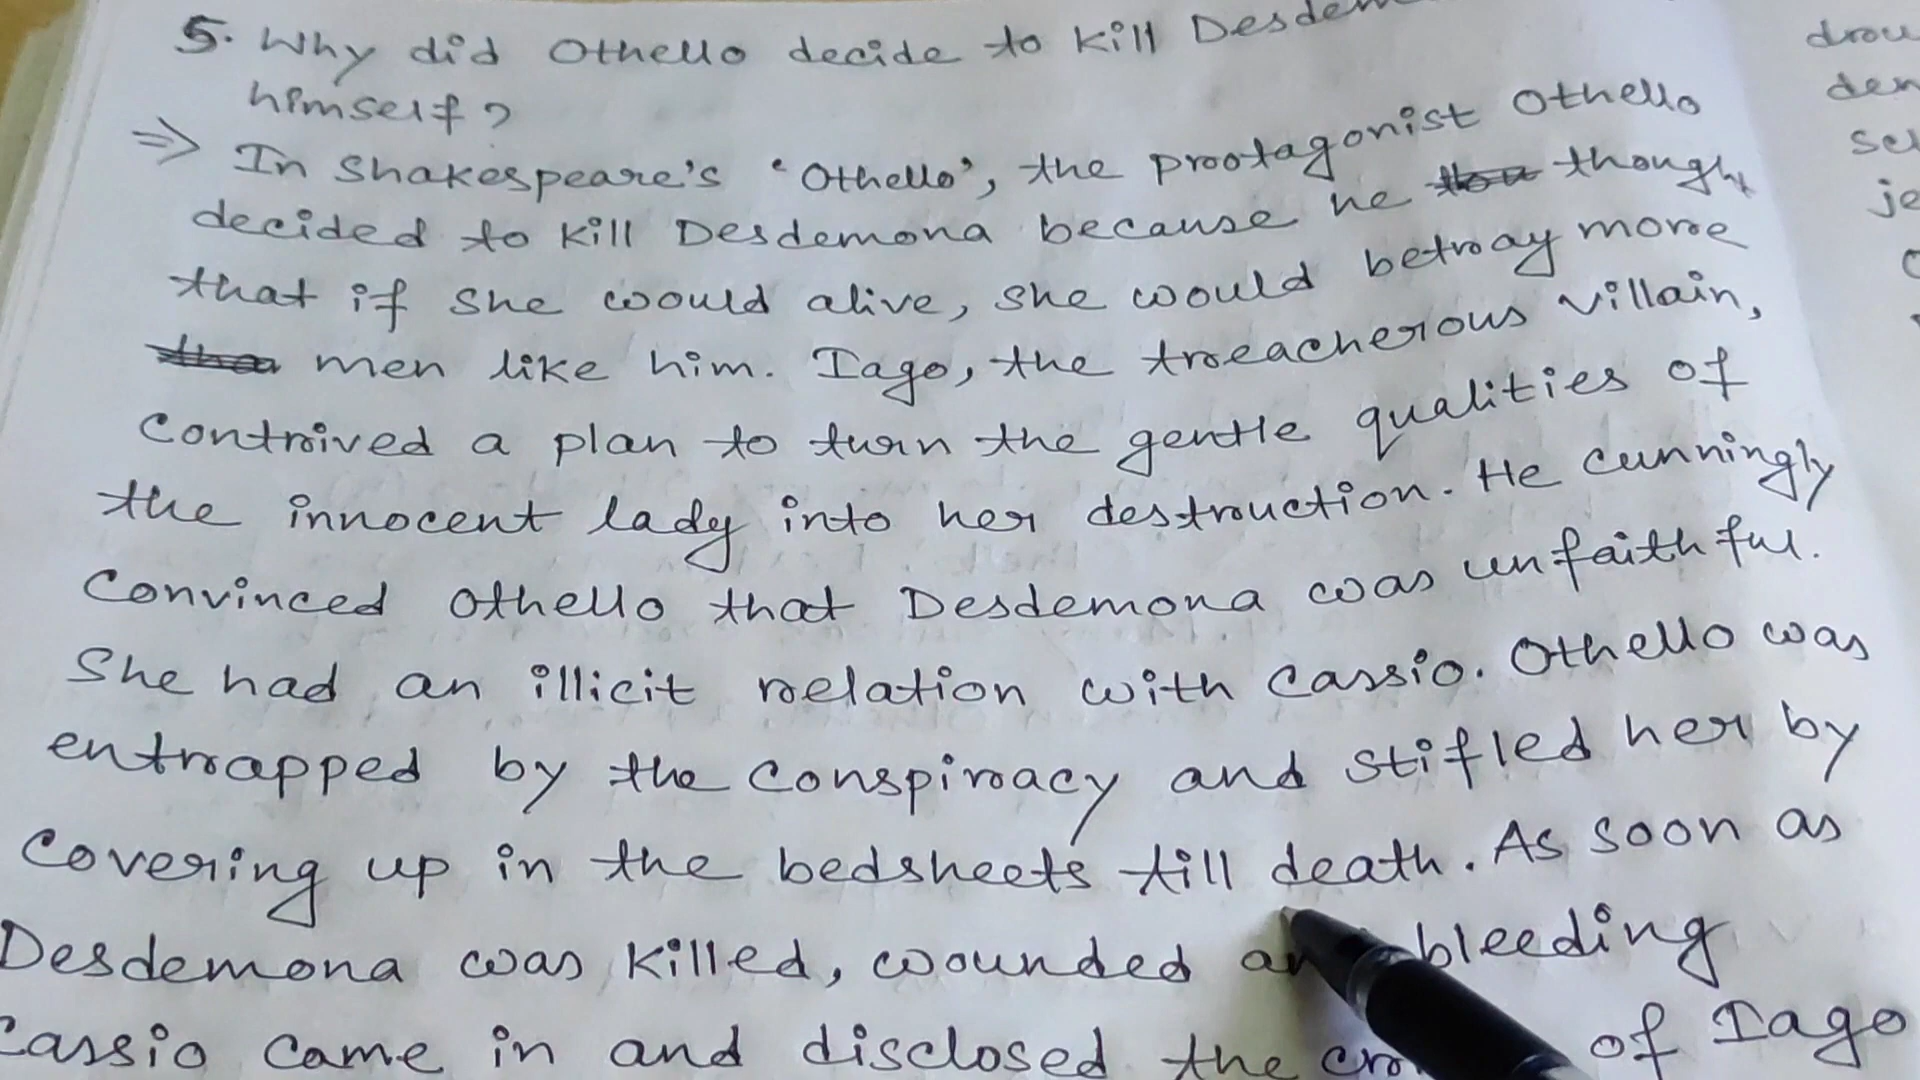 5. Why did Othello decide to kill
himself?
⇒ In Shakespeare's 'Othello', the protagonist Othello
decided to kill Desdemona because he thought
that if she would alive, she would betray more
men like him. Iago, the treacherous villain,
contrived a plan to turn the gentle qualities of
the innocent lady into her destruction. He cunningly
convinced Othello that Desdemona was unfaithful.
She had an illicit relation with Cassio. Othello was
entrapped by the conspiracy and stifled her by
covering up in the bedsheets till death. As soon as
Desdemona was killed, wounded bleeding
Cassio came in and disclosed the of Iago